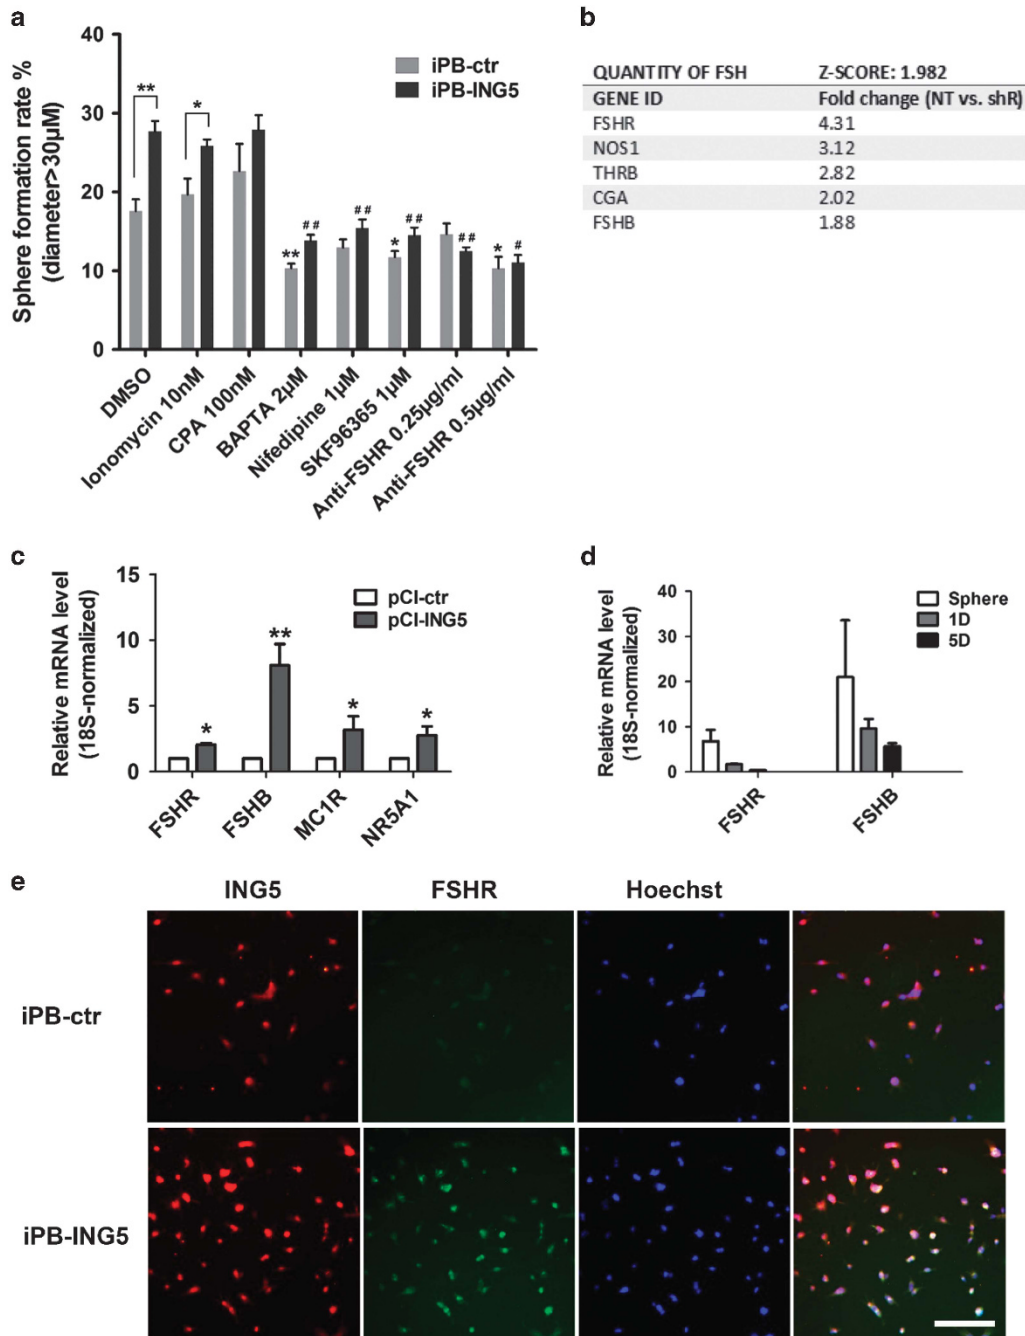 a
Sphere formation rate %
(diameter>30µM)
40
30
20
10
0
iPB-ctr
iPB-ING5
**
*
**
##
##
*
##
##
*
#
DMSO
Ionomycin 10nM
CPA 100nM
BAPTA 2µM
Nifedipine 1µM
SKF96365 1µM
Anti-FSHR 0.25µg/ml
Anti-FSHR 0.5µg/ml
b
QUANTITY OF FSH Z-SCORE: 1.982
GENE ID Fold change (NT vs. shR)
FSHR 4.31
NOS1 3.12
THRB 2.82
CGA 2.02
FSHB 1.88
c
Relative mRNA level
(18S-normalized)
15
10
5
0
pCI-ctr
pCI-ING5
*
**
*
*
FSHR
FSHB
MC1R
NR5A1
d
Relative mRNA level
(18S-normalized)
40
30
20
10
0
Sphere
1D
5D
FSHR
FSHB
e
ING5 FSHR Hoechst
iPB-ctr
iPB-ING5